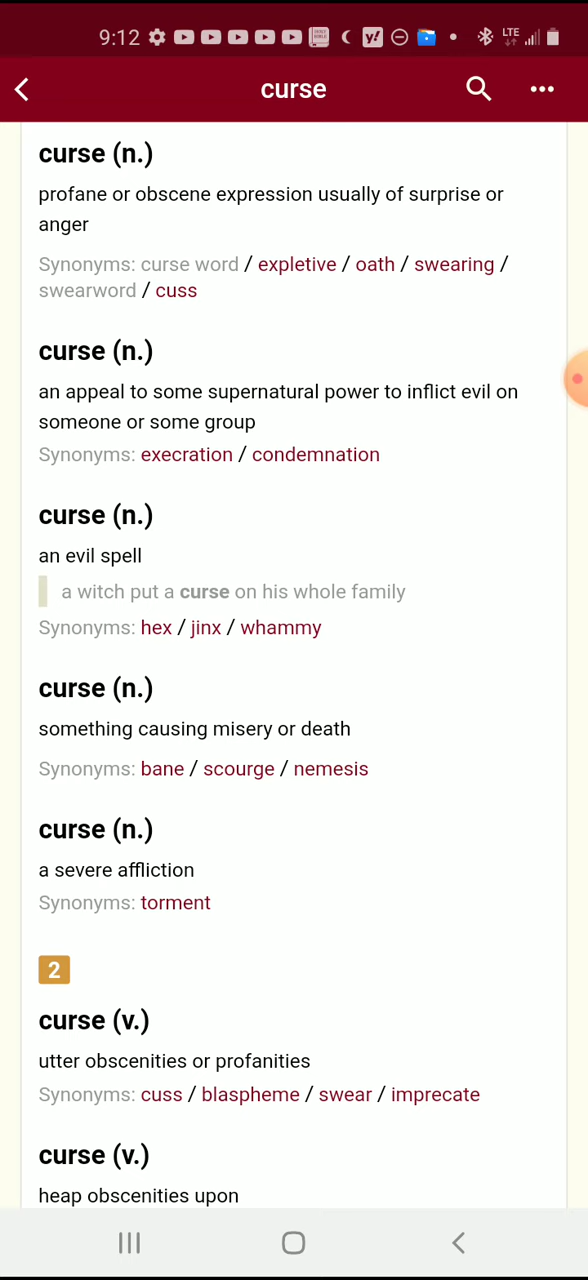 9:12 y! LTE
curse
curse (n.)
profane or obscene expression usually of surprise or
anger
Synonyms: curse word / expletive / oath / swearing /
swearword / cuss
curse (n.)
an appeal to some supernatural power to inflict evil on
someone or some group
Synonyms: execration / condemnation
curse (n.)
an evil spell
a witch put a curse on his whole family
Synonyms: hex / jinx / whammy
curse (n.)
something causing misery or death
Synonyms: bane / scourge / nemesis
curse (n.)
a severe affliction
Synonyms: torment
2
curse (v.)
utter obscenities or profanities
Synonyms: cuss / blaspheme / swear / imprecate
curse (v.)
heap obscenities upon